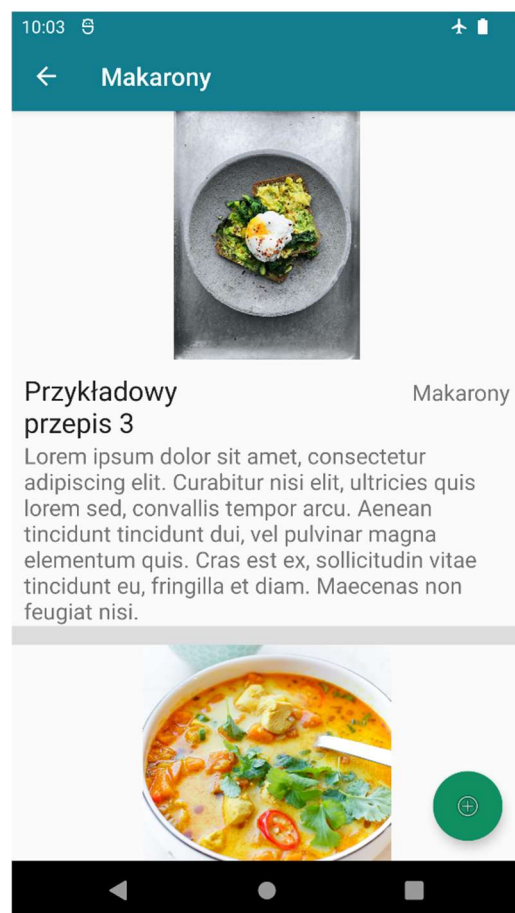 10:03
Makarony
Przykładowy
przepis 3
Makarony
Lorem ipsum dolor sit amet, consectetur
adipiscing elit. Curabitur nisi elit, ultricies quis
lorem sed, convallis tempor arcu. Aenean
tincidunt tincidunt dui, vel pulvinar magna
elementum quis. Cras est ex, sollicitudin vitae
tincidunt eu, fringilla et diam. Maecenas non
feugiat nisi.